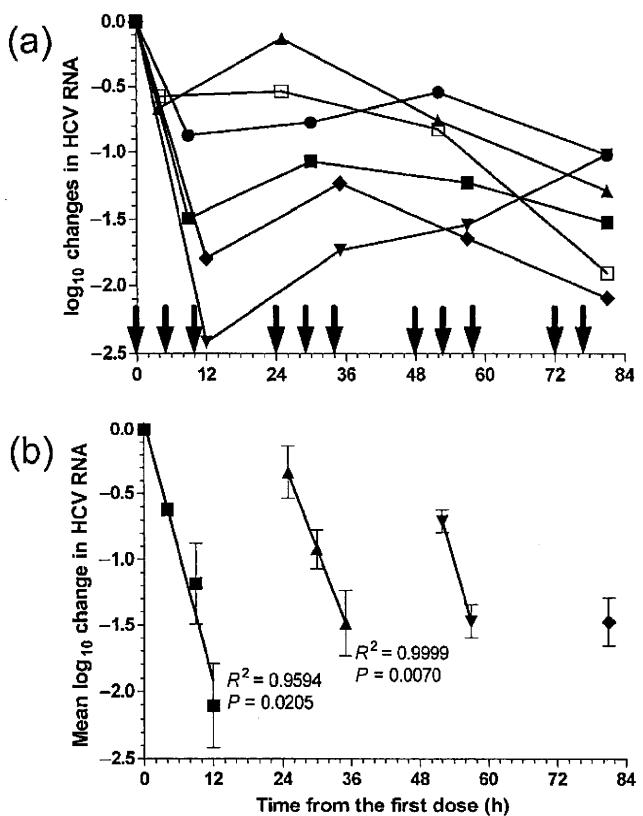 (a)
log10 changes in HCV RNA
0.0
−0.5
−1.0
−1.5
−2.0
−2.5
0 12 24 36 48 60 72 84
(b)
Mean log10 change in HCV RNA
0.0
−0.5
−1.0
−1.5
−2.0
−2.5
R² = 0.9594
P = 0.0205
R² = 0.9999
P = 0.0070
0 12 24 36 48 60 72 84
Time from the first dose (h)